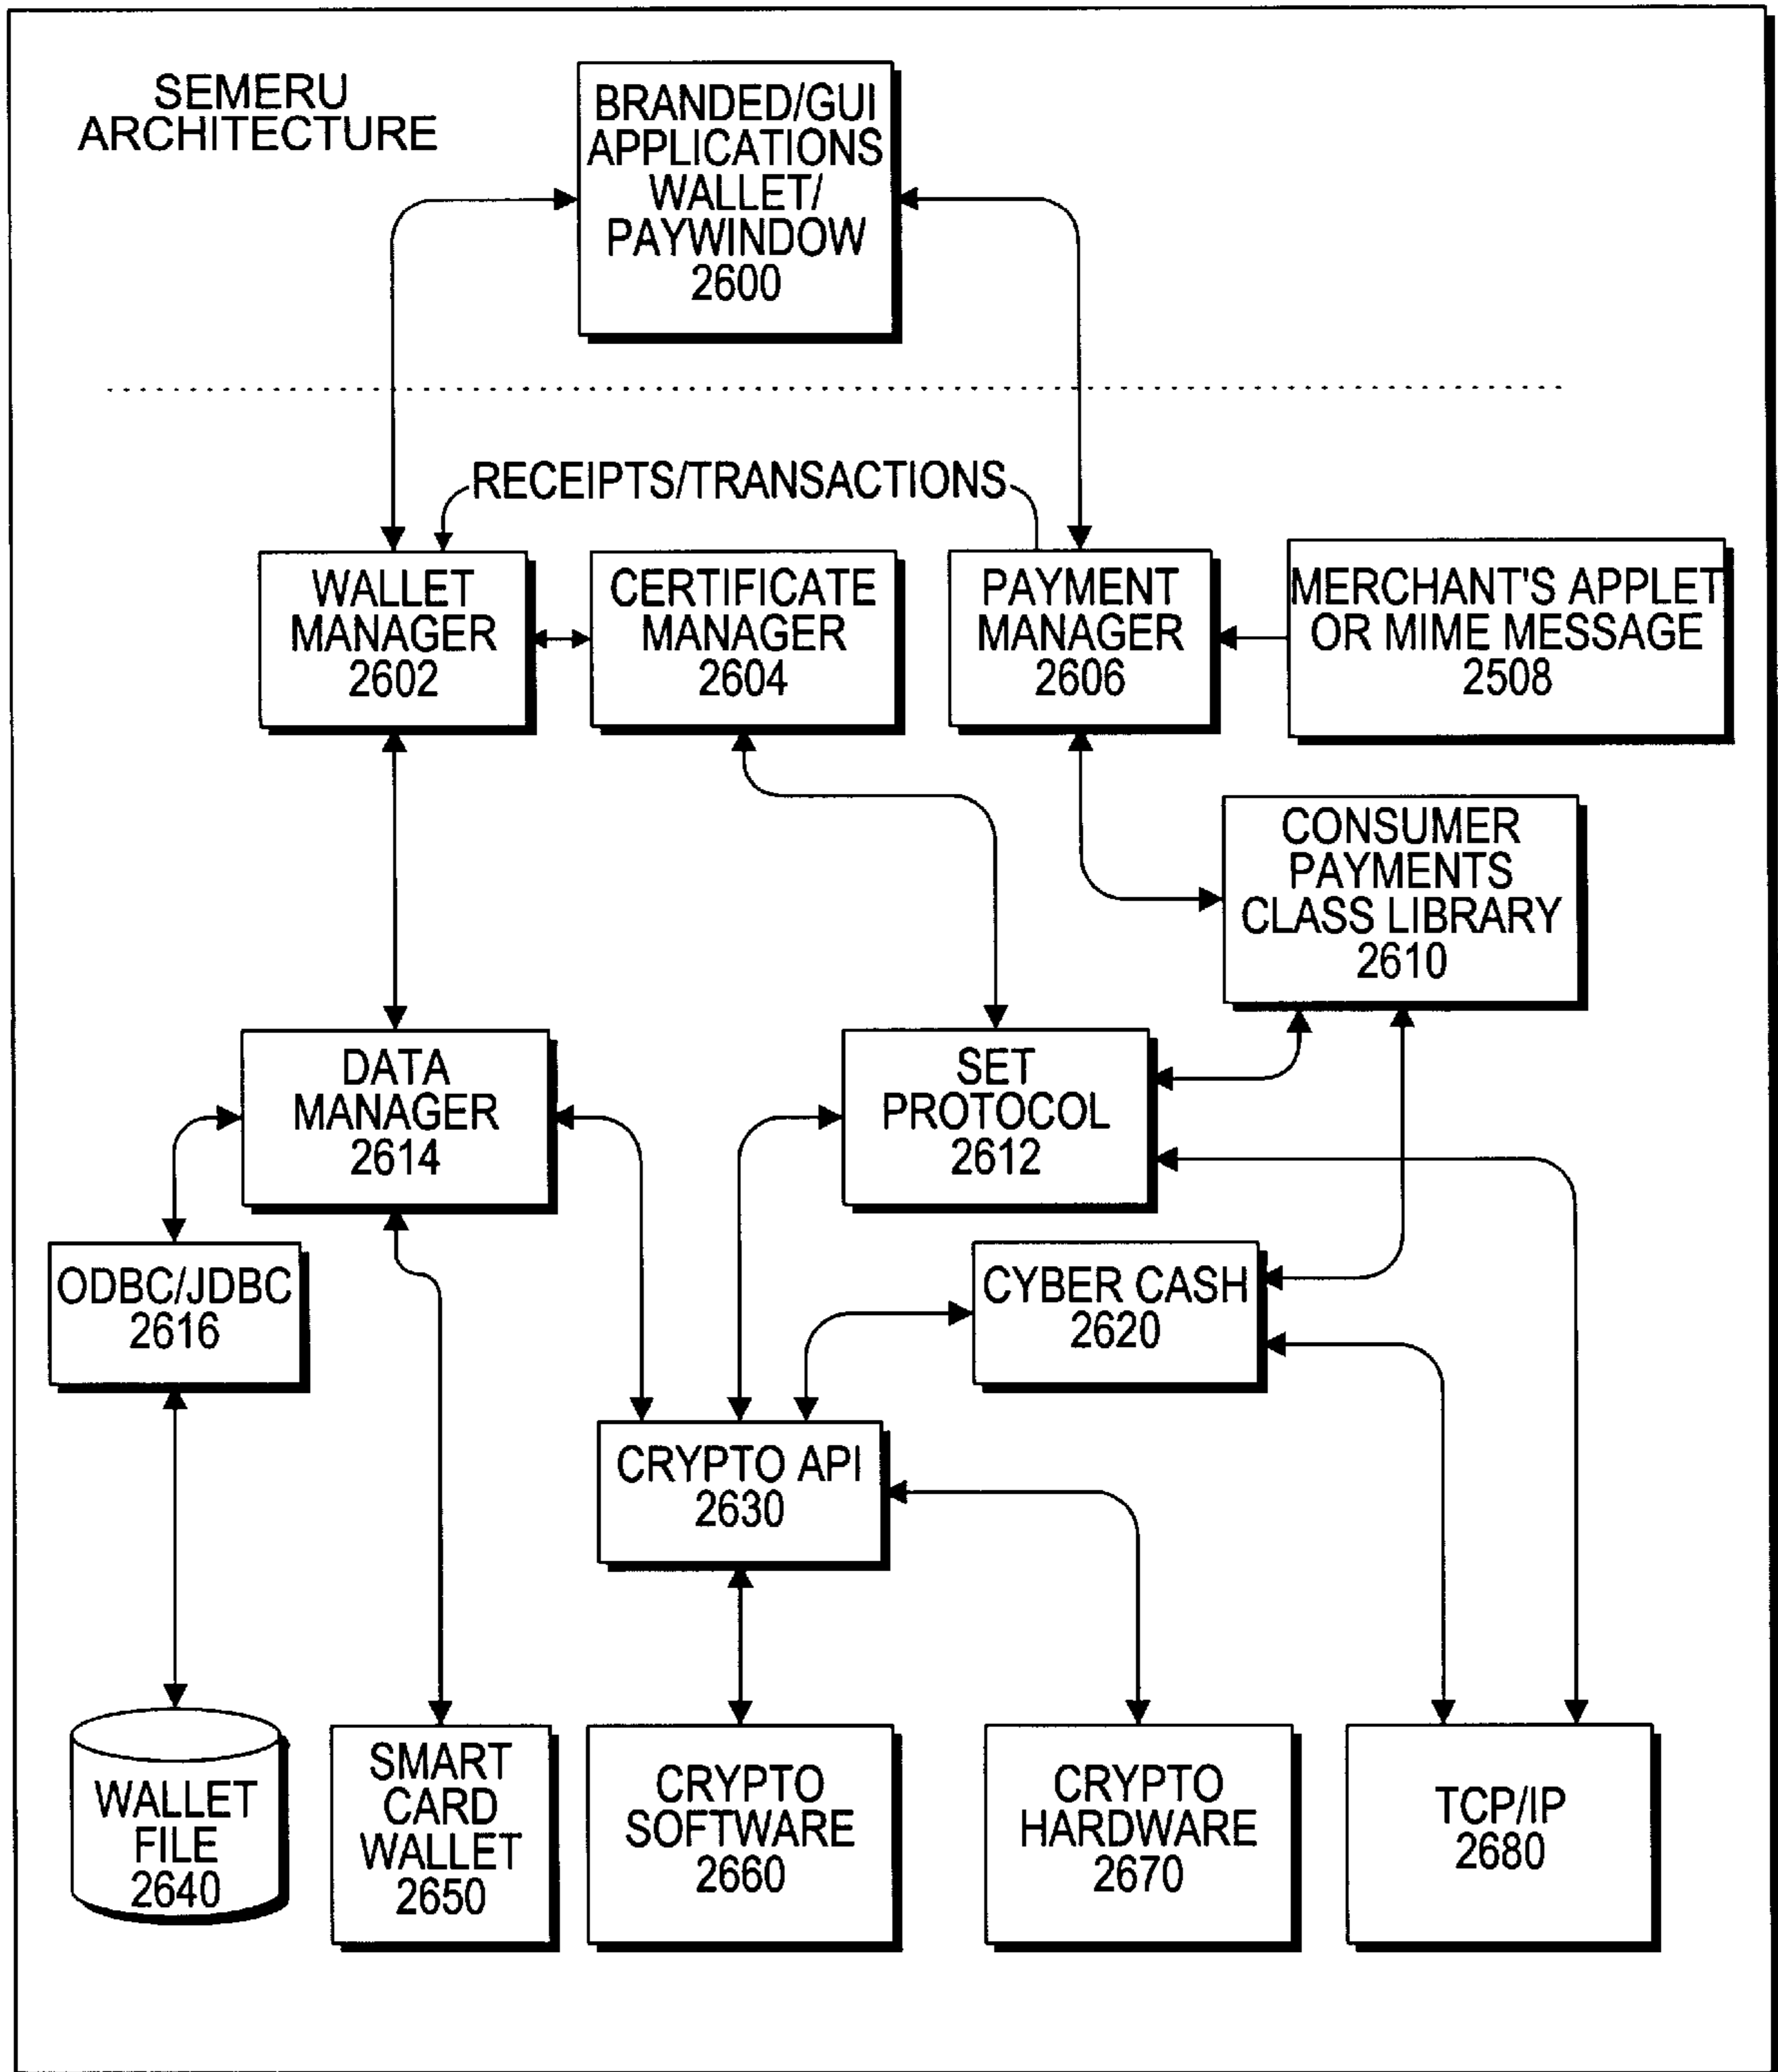 SEMERU
ARCHITECTURE
BRANDED/GUI
APPLICATIONS
WALLET/
PAYWINDOW
2600
RECEIPTS/TRANSACTIONS
WALLET
MANAGER
2602
CERTIFICATE
MANAGER
2604
PAYMENT
MANAGER
2606
MERCHANT'S APPLET
OR MIME MESSAGE
2508
CONSUMER
PAYMENTS
CLASS LIBRARY
2610
DATA
MANAGER
2614
SET
PROTOCOL
2612
ODBC/JDBC
2616
CYBER CASH
2620
CRYPTO API
2630
WALLET
FILE
2640
SMART
CARD
WALLET
2650
CRYPTO
SOFTWARE
2660
CRYPTO
HARDWARE
2670
TCP/IP
2680